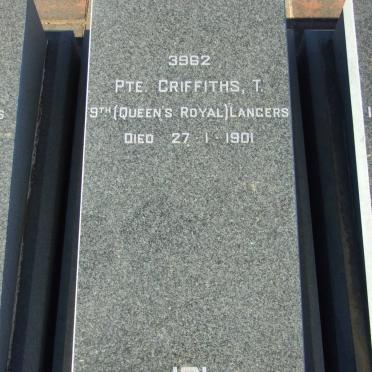 3962
PTE. GRIFFITHS, T.
9TH (QUEEN'S ROYAL) LANCERS
DIED 27-1-1901